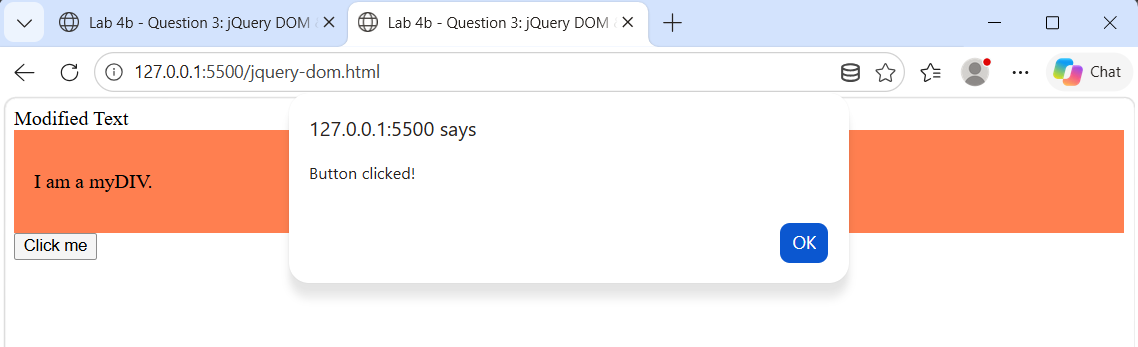 Lab 4b - Question 3: jQuery DOM
Lab 4b - Question 3: jQuery DOM
127.0.0.1:5500/jquery-dom.html
Chat
Modified Text
127.0.0.1:5500 says
Button clicked!
I am a myDIV.
Click me
OK